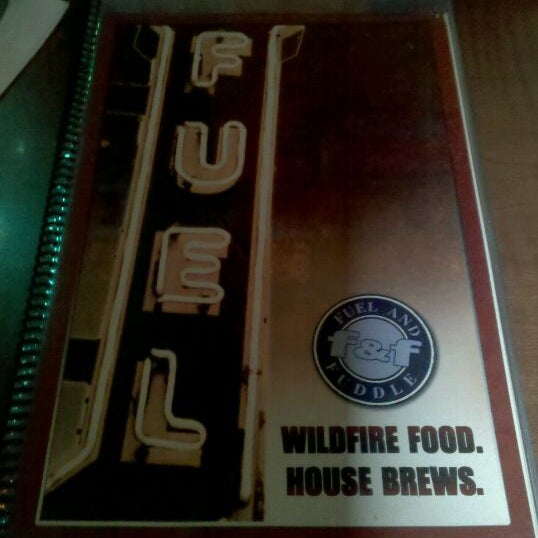 FUEL
FUEL AND
F&F
FUDDLE
WILDFIRE FOOD.
HOUSE BREWS.